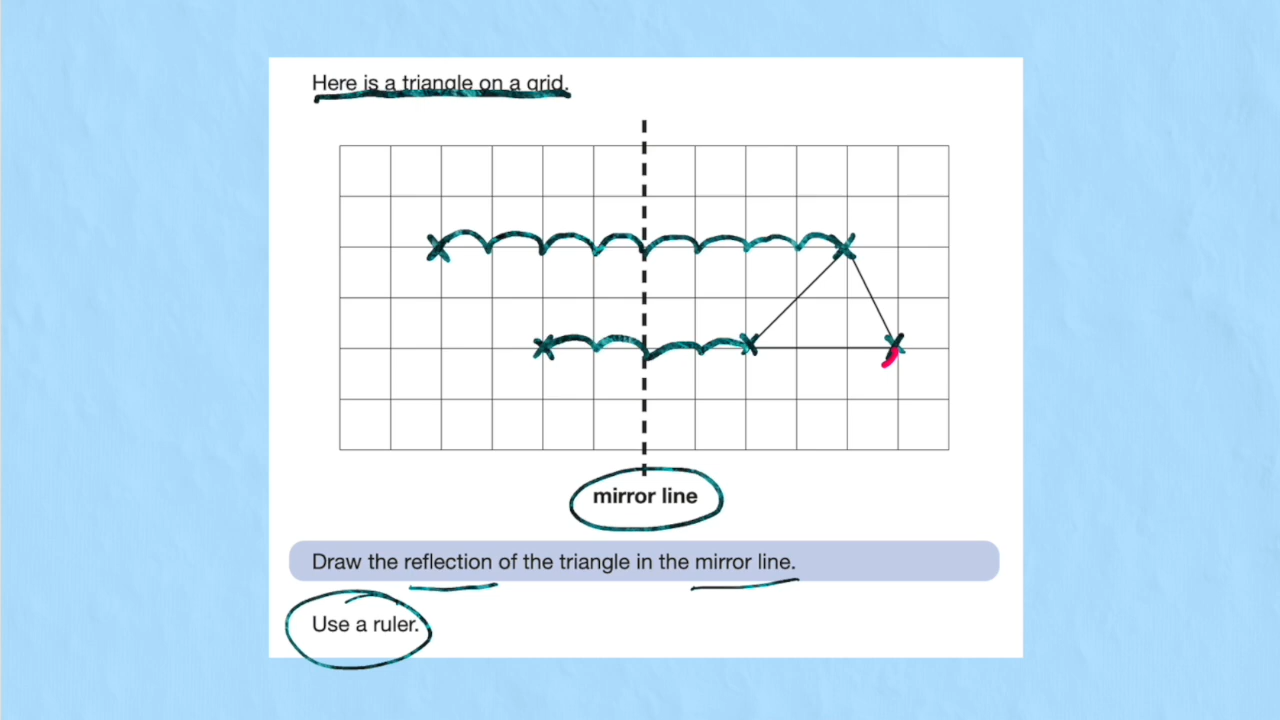 Here is a triangle on a grid.
mirror line
Draw the reflection of the triangle in the mirror line.
Use a ruler.